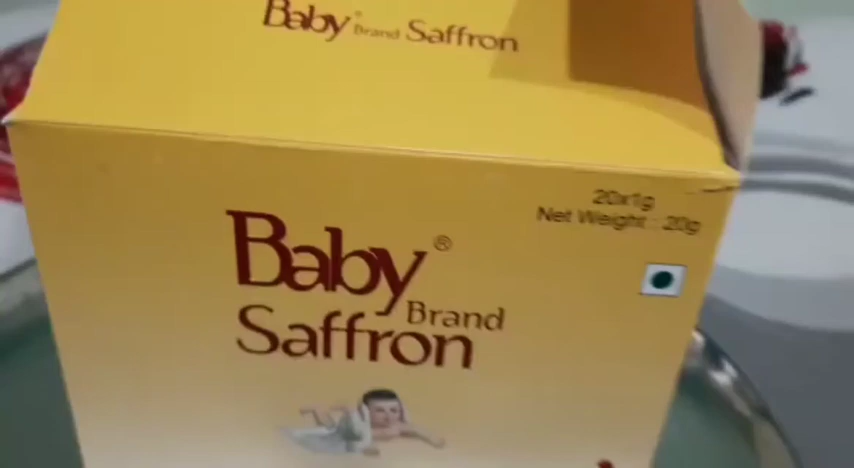 Baby® Brand Saffron
20x1g
Net Weight : 20g
Baby®
Brand
Saffron